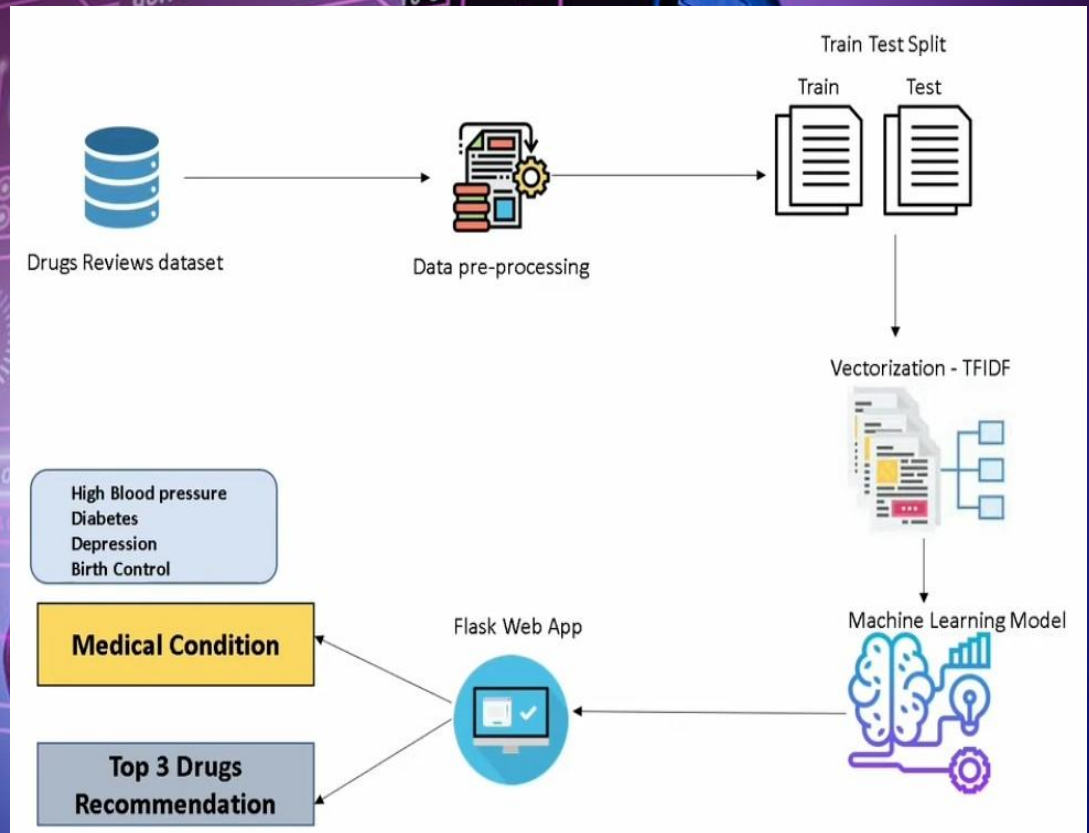 Train Test Split
Train
Test
Drugs Reviews dataset
Data pre-processing
Vectorization - TFIDF
High Blood pressure
Diabetes
Depression
Birth Control
Medical Condition
Flask Web App
Machine Learning Model
Top 3 Drugs
Recommendation